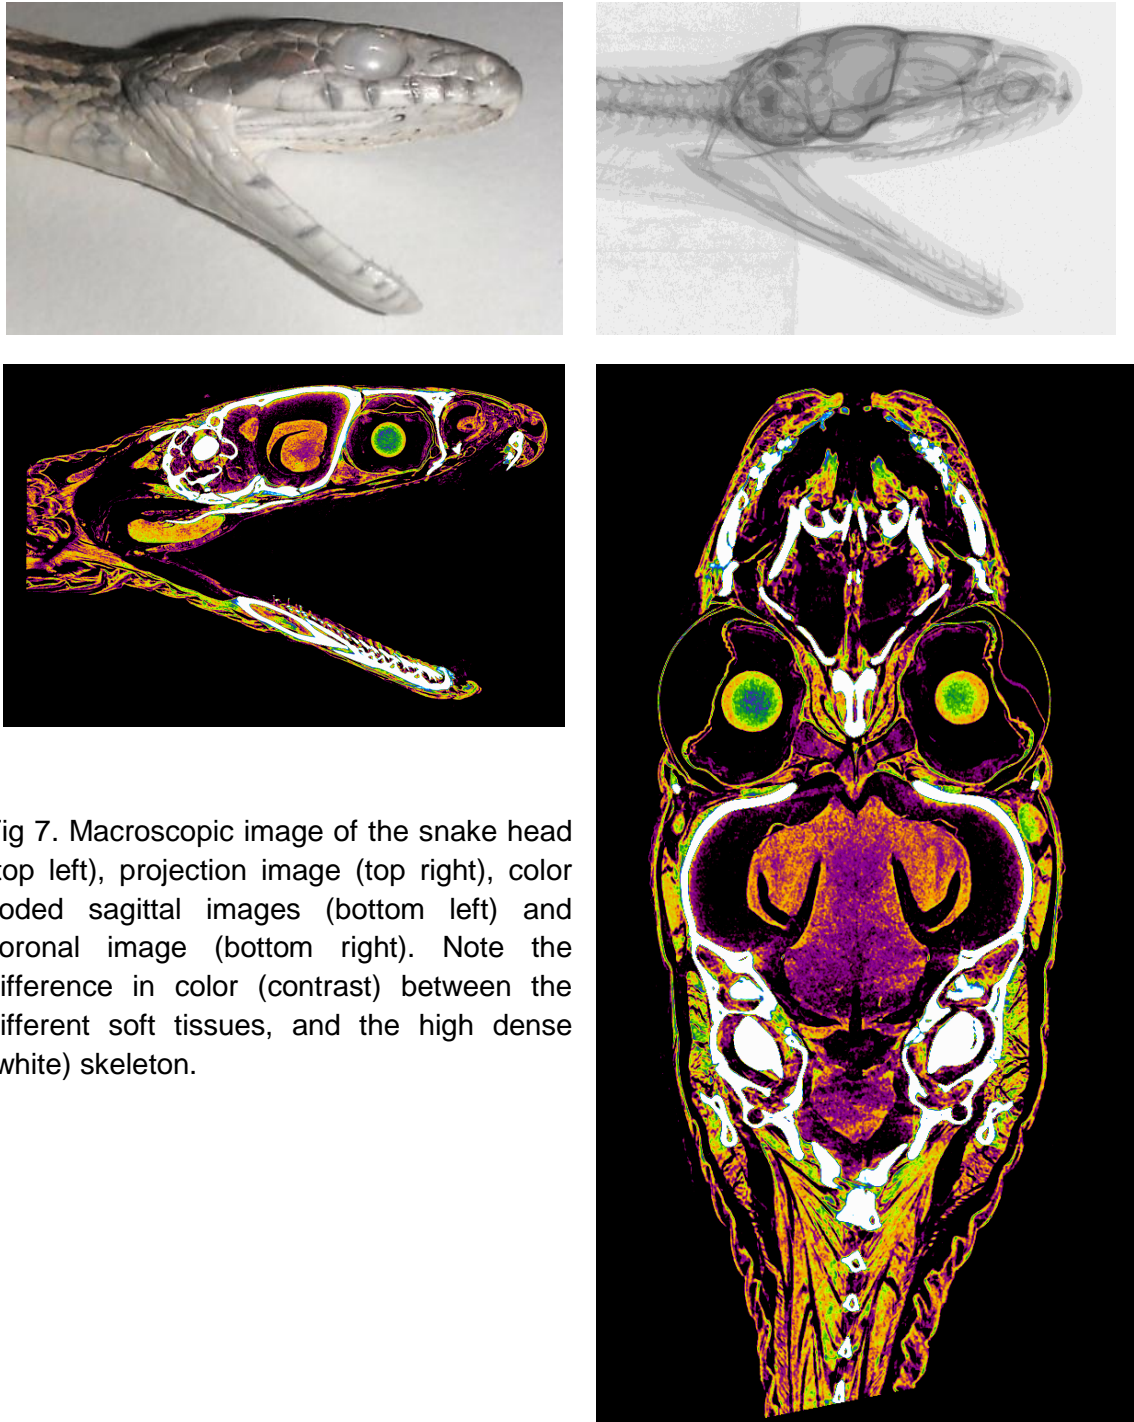 ig 7. Macroscopic image of the snake head
top left), projection image (top right), color
oded sagittal images (bottom left) and
oronal image (bottom right). Note the
ifference in color (contrast) between the
ifferent soft tissues, and the high dense
white) skeleton.